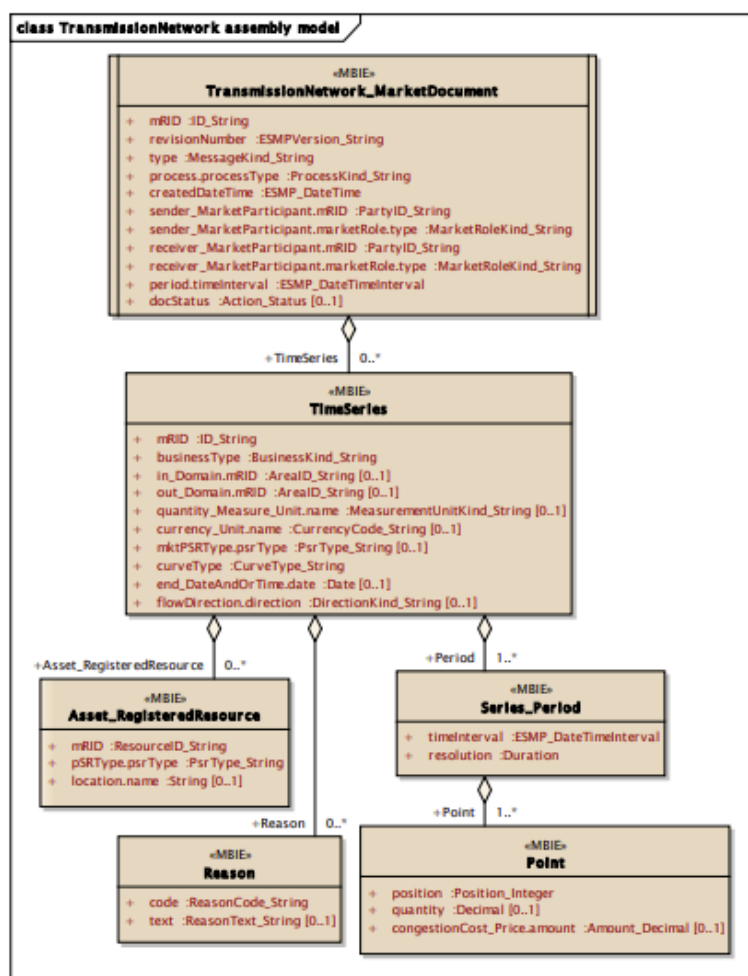 class TransmissionNetwork assembly model
«MBIE»
TransmissionNetwork_MarketDocument
+ mRID :ID_String
+ revisionNumber :ESMPVersion_String
+ type :MessageKind_String
+ process.processType :ProcessKind_String
+ createdDateTime :ESMP_DateTime
+ sender_MarketParticipant.mRID :PartyID_String
+ sender_MarketParticipant.marketRole.type :MarketRoleKind_String
+ receiver_MarketParticipant.mRID :PartyID_String
+ receiver_MarketParticipant.marketRole.type :MarketRoleKind_String
+ period.timeInterval :ESMP_DateTimeInterval
+ docStatus :Action_Status [0..1]
+TimeSeries 0..*
«MBIE»
TimeSeries
+ mRID :ID_String
+ businessType :BusinessKind_String
+ in_Domain.mRID :AreaID_String [0..1]
+ out_Domain.mRID :AreaID_String [0..1]
+ quantity_Measure_Unit.name :MeasurementUnitKind_String [0..1]
+ currency_Unit.name :CurrencyCode_String [0..1]
+ mktPSRType.psrType :PsrType_String [0..1]
+ curveType :CurveType_String
+ end_DateAndOrTime.date :Date [0..1]
+ flowDirection.direction :DirectionKind_String [0..1]
+Asset_RegisteredResource 0..*
«MBIE»
Asset_RegisteredResource
+ mRID :ResourceID_String
+ pSRType.psrType :PsrType_String
+ location.name :String [0..1]
+Period 1..*
«MBIE»
Series_Period
+ timeInterval :ESMP_DateTimeInterval
+ resolution :Duration
+Reason 0..*
«MBIE»
Reason
+ code :ReasonCode_String
+ text :ReasonText_String [0..1]
+Point 1..*
«MBIE»
Point
+ position :Position_Integer
+ quantity :Decimal [0..1]
+ congestionCost_Price.amount :Amount_Decimal [0..1]